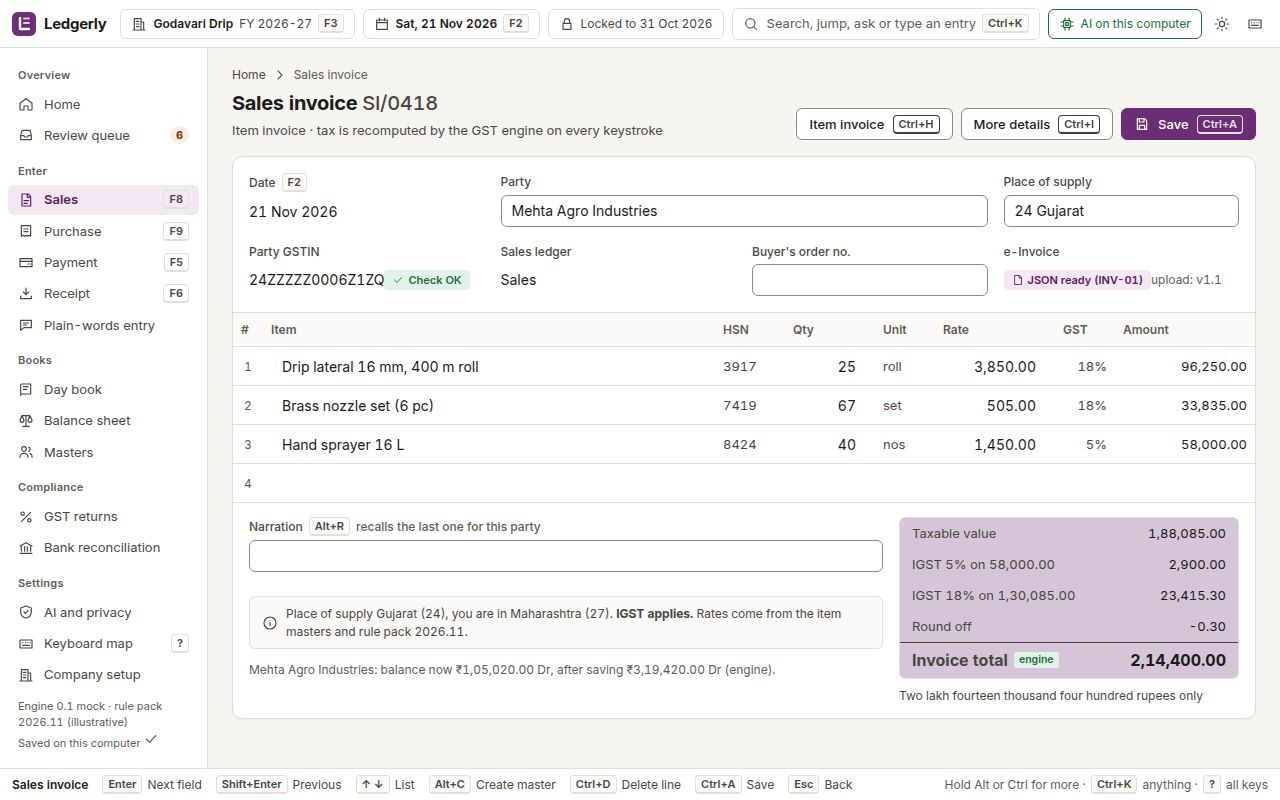 Ledgerly
Godavari Drip FY 2026-27 F3
Sat, 21 Nov 2026 F2
Locked to 31 Oct 2026
Search, jump, ask or type an entry Ctrl+K
AI on this computer
Overview
Home
Review queue 6
Enter
Sales F8
Purchase F9
Payment F5
Receipt F6
Plain-words entry
Books
Day book
Balance sheet
Masters
Compliance
GST returns
Bank reconciliation
Settings
AI and privacy
Keyboard map ?
Company setup
Engine 0.1 mock · rule pack
2026.11 (illustrative)
Saved on this computer
Home Sales invoice
Sales invoice SI/0418
Item invoice · tax is recomputed by the GST engine on every keystroke
Item invoice Ctrl+H
More details Ctrl+I
Save Ctrl+A
Date F2
21 Nov 2026
Party
Mehta Agro Industries
Place of supply
24 Gujarat
Party GSTIN
24ZZZZZ0006Z1ZQ Check OK
Sales ledger
Sales
Buyer's order no.
e-Invoice
JSON ready (INV-01) upload: v1.1
# Item HSN Qty Unit Rate GST Amount
1 Drip lateral 16 mm, 400 m roll 3917 25 roll 3,850.00 18% 96,250.00
2 Brass nozzle set (6 pc) 7419 67 set 505.00 18% 33,835.00
3 Hand sprayer 16 L 8424 40 nos 1,450.00 5% 58,000.00
4
Narration Alt+R recalls the last one for this party
Place of supply Gujarat (24), you are in Maharashtra (27). IGST applies. Rates come from the item
masters and rule pack 2026.11.
Mehta Agro Industries: balance now ₹1,05,020.00 Dr, after saving ₹3,19,420.00 Dr (engine).
Taxable value 1,88,085.00
IGST 5% on 58,000.00 2,900.00
IGST 18% on 1,30,085.00 23,415.30
Round off -0.30
Invoice total engine 2,14,400.00
Two lakh fourteen thousand four hundred rupees only
Sales invoice Enter Next field Shift+Enter Previous ↑↓ List Alt+C Create master Ctrl+D Delete line Ctrl+A Save Esc Back Hold Alt or Ctrl for more · Ctrl+K anything · ? all keys